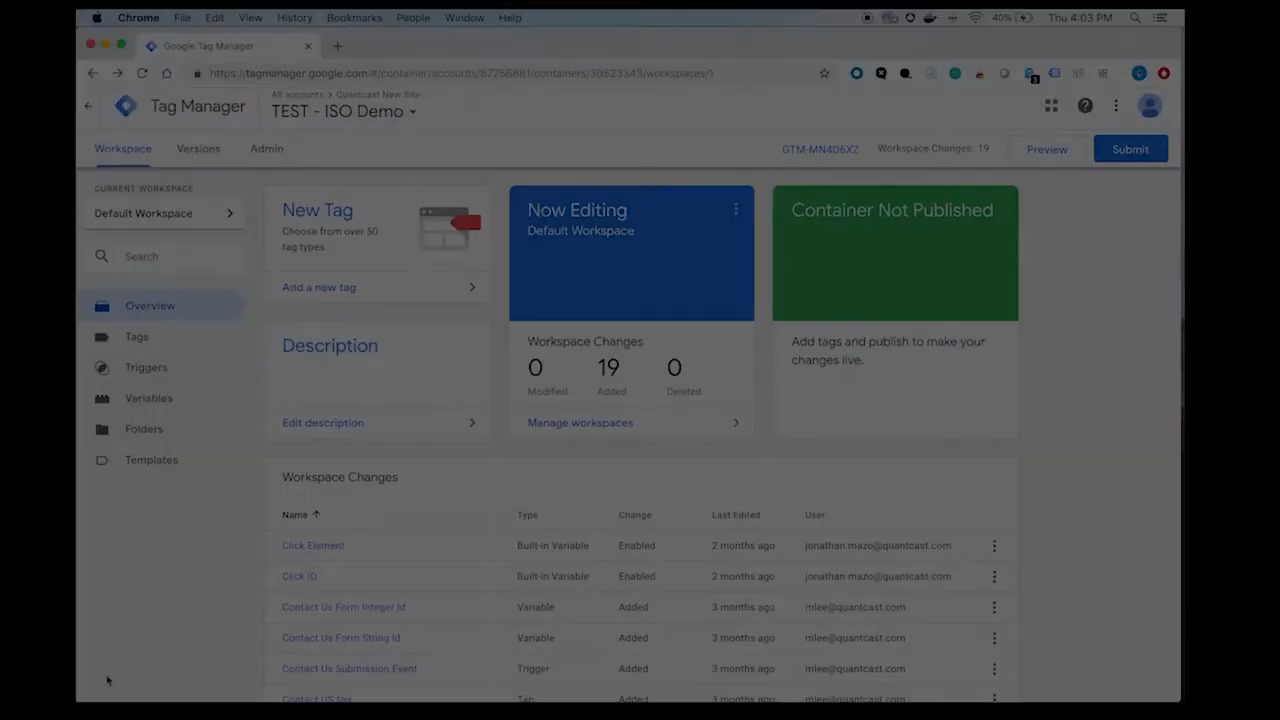 Chrome File Edit View History Bookmarks People Window Help 40% Thu 4:03 PM
Google Tag Manager
https://tagmanager.google.com/#/container/accounts/87756881/containers/30523343/workspaces/1
All accounts > Quantcast New Site
Tag Manager TEST - ISO Demo
Workspace Versions Admin GTM-MN4D6XZ Workspace Changes: 19 Preview Submit
CURRENT WORKSPACE
Default Workspace
Search
Overview
Tags
Triggers
Variables
Folders
Templates
New Tag
Choose from over 50
tag types
Add a new tag
Description
Edit description
Now Editing
Default Workspace
Workspace Changes
0 19 0
Modified Added Deleted
Manage workspaces
Container Not Published
Add tags and publish to make your
changes live.
Workspace Changes
Name Type Change Last Edited User
Click Element Built-in Variable Enabled 2 months ago jonathan.mazo@quantcast.com
Click ID Built-in Variable Enabled 2 months ago jonathan.mazo@quantcast.com
Contact Us Form Integer Id Variable Added 3 months ago mlee@quantcast.com
Contact Us Form String Id Variable Added 3 months ago mlee@quantcast.com
Contact Us Submission Event Trigger Added 3 months ago mlee@quantcast.com
Contact US tag Tag Added 3 months ago mlee@quantcast.com